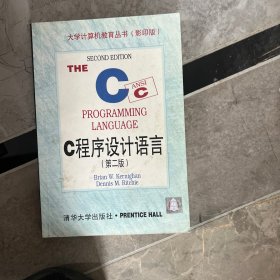 大学计算机教育丛书（影印版）
SECOND EDITION
THE
C
ANSI
C
PROGRAMMING
LANGUAGE
C程序设计语言
（第二版）
Brian W. Kernighan
Dennis M. Ritchie
清华大学出版社·PRENTICE HALL